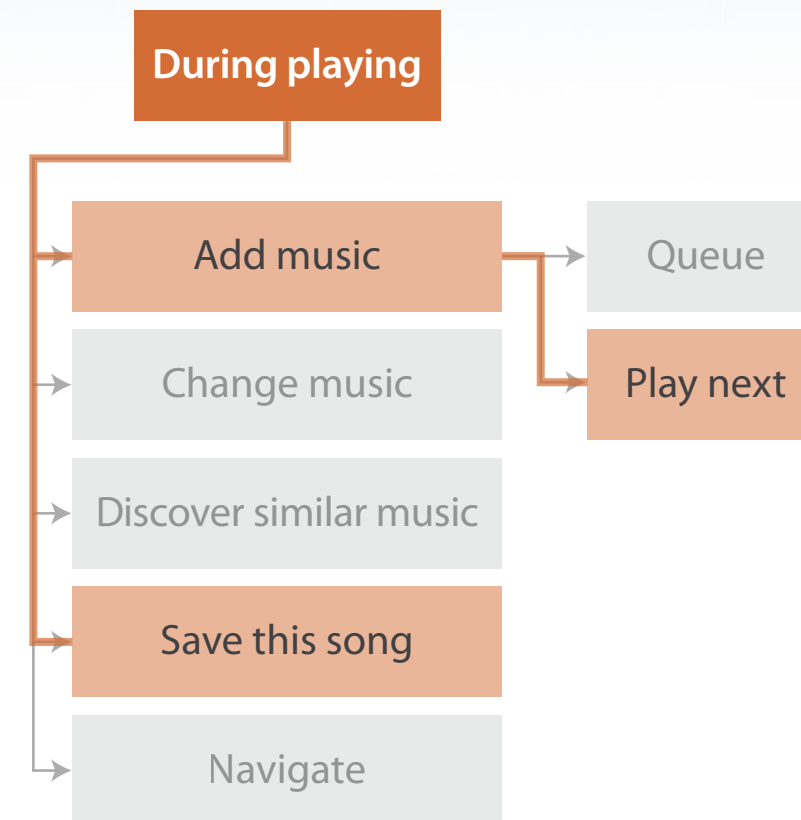 During playing
Add music
Queue
Change music
Play next
Discover similar music
Save this song
Navigate